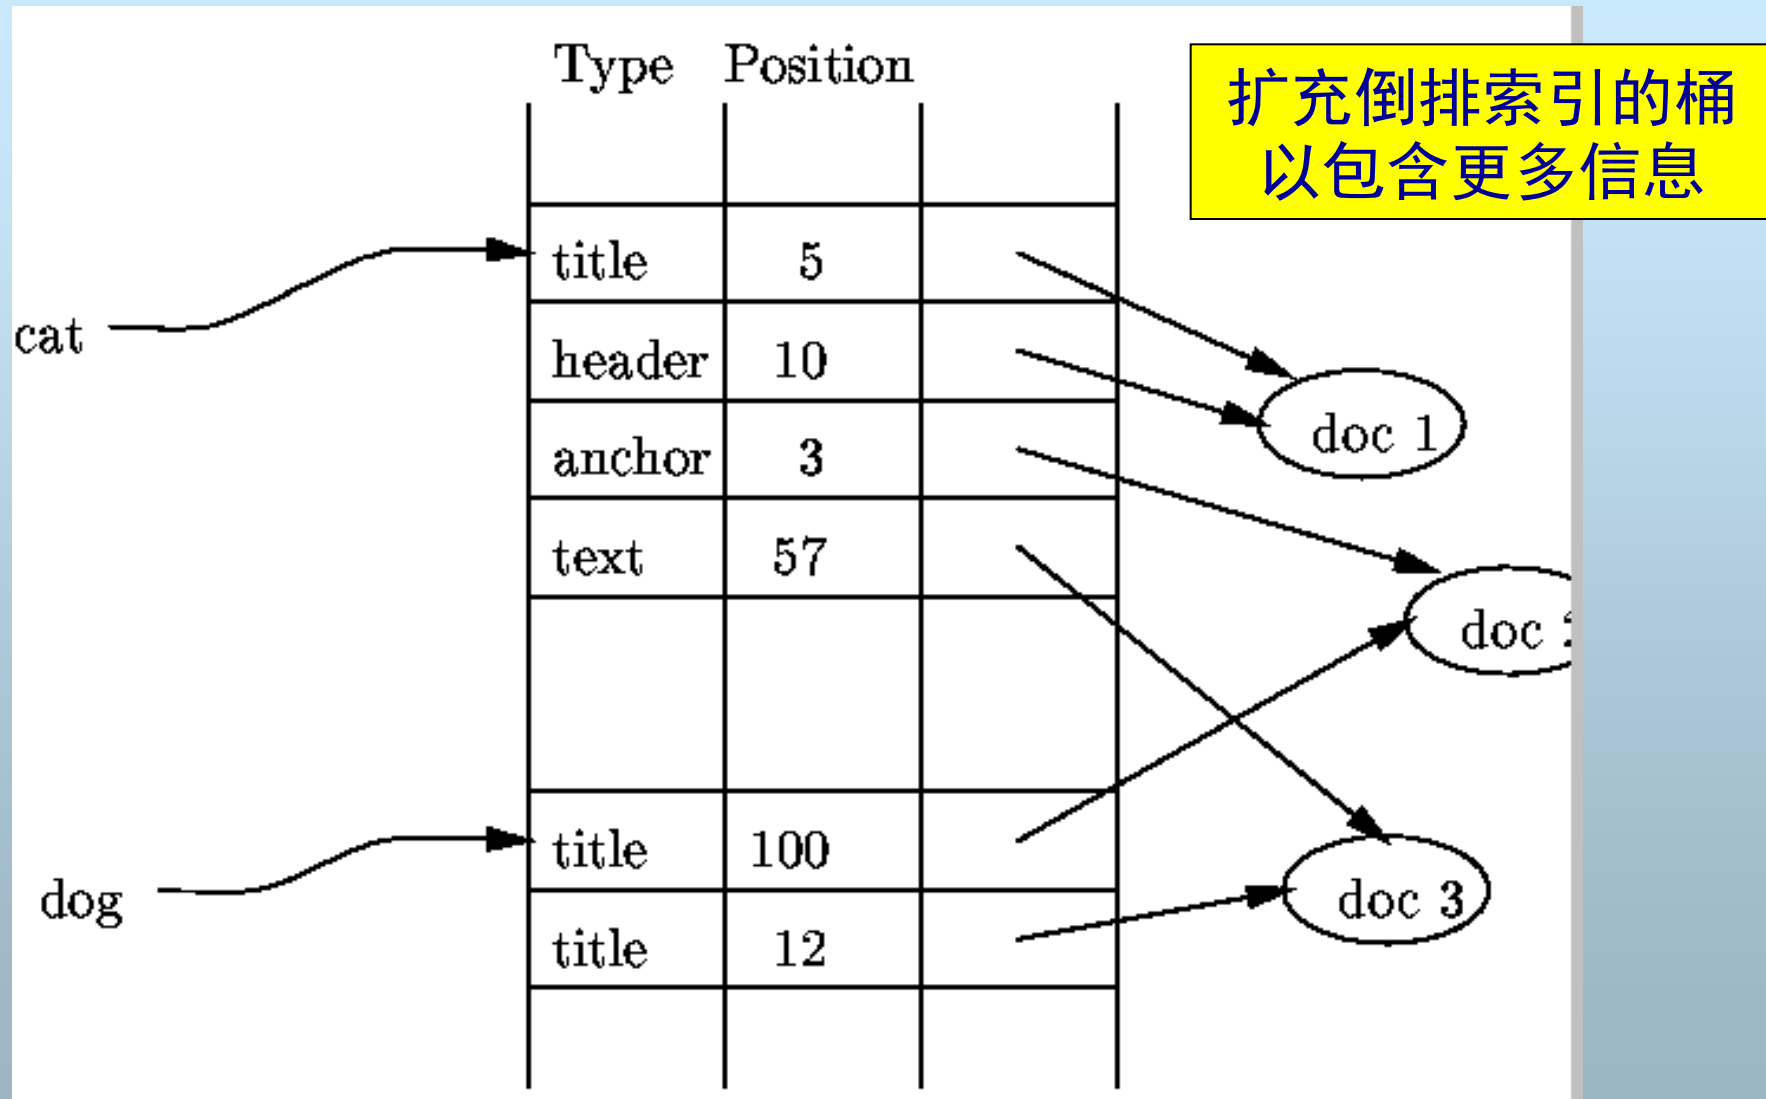 Type Position
扩充倒排索引的桶
以包含更多信息
title 5
cat
header 10
doc 1
anchor 3
text 57
doc
title 100
dog
doc 3
title 12